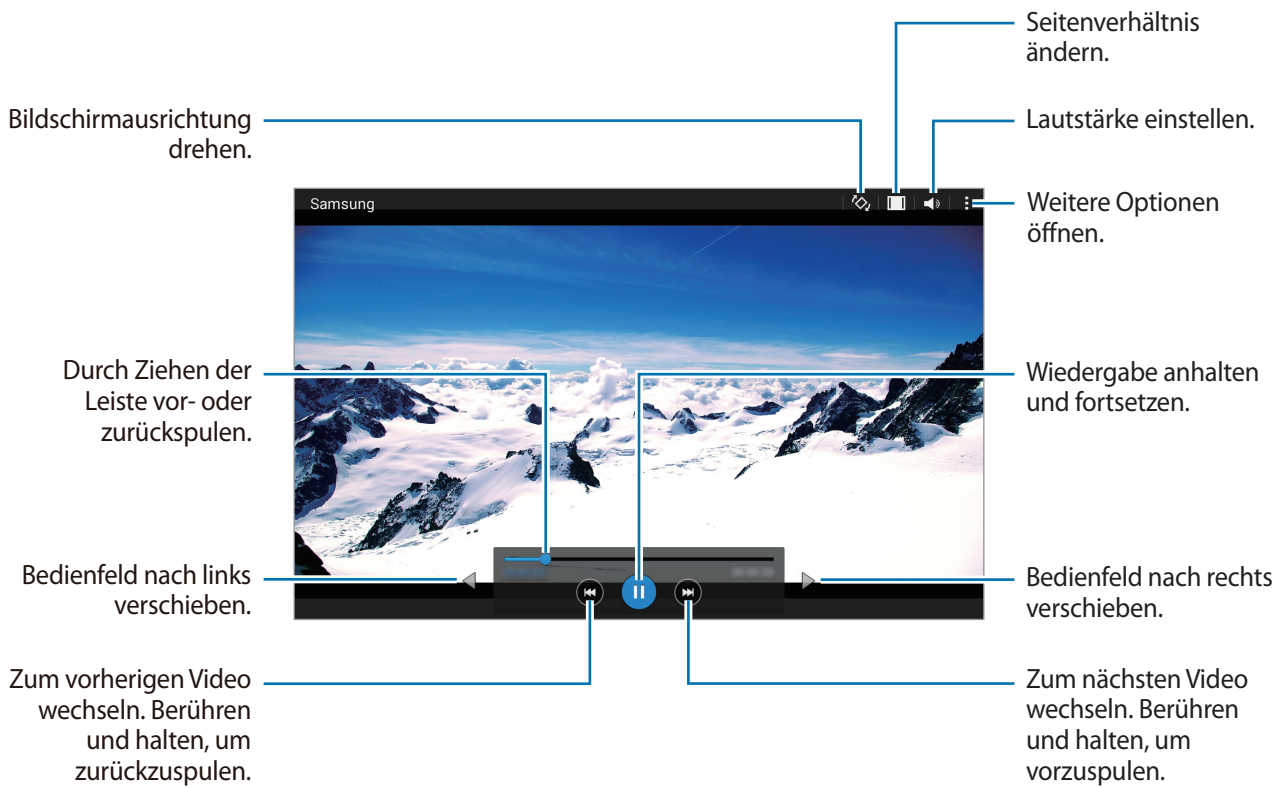 Seitenverhältnis
ändern.
Bildschirmausrichtung
drehen.
Lautstärke einstellen.
Samsung
Weitere Optionen
öffnen.
Durch Ziehen der
Leiste vor- oder
zurückspulen.
Wiedergabe anhalten
und fortsetzen.
Bedienfeld nach links
verschieben.
Bedienfeld nach rechts
verschieben.
Zum vorherigen Video
wechseln. Berühren
und halten, um
zurückzuspulen.
Zum nächsten Video
wechseln. Berühren
und halten, um
vorzuspulen.